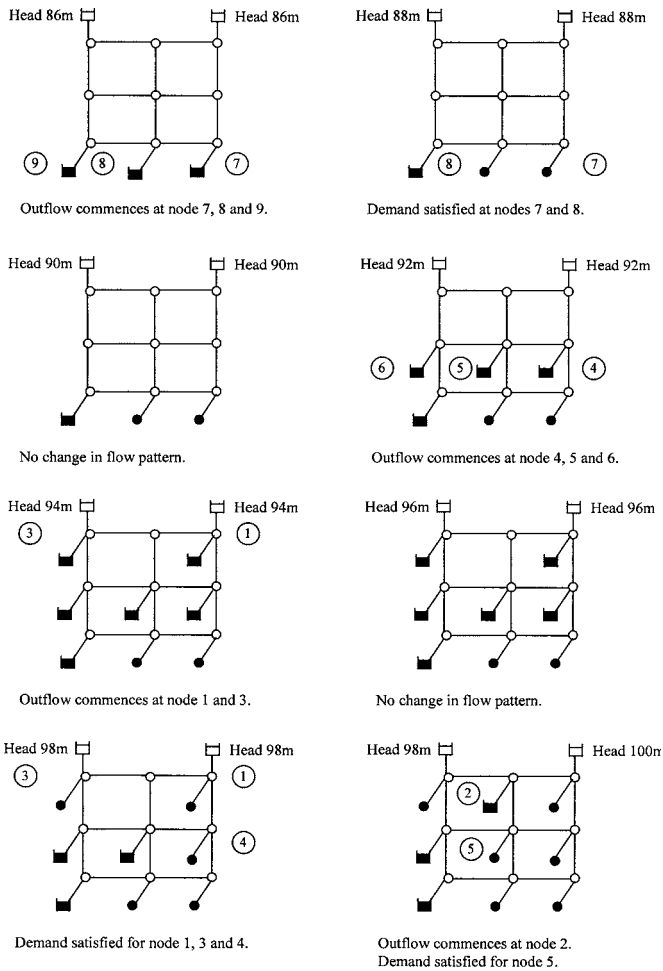 Head 86m Head 86m
9 8 7
Outflow commences at node 7, 8 and 9.
Head 88m Head 88m
8 7
Demand satisfied at nodes 7 and 8.
Head 90m Head 90m
No change in flow pattern.
Head 92m Head 92m
6 5 4
Outflow commences at node 4, 5 and 6.
Head 94m Head 94m
3 1
Outflow commences at node 1 and 3.
Head 96m Head 96m
No change in flow pattern.
Head 98m Head 98m
3 1
4
Demand satisfied for node 1, 3 and 4.
Head 98m Head 100m
2
5
Outflow commences at node 2.
Demand satisfied for node 5.